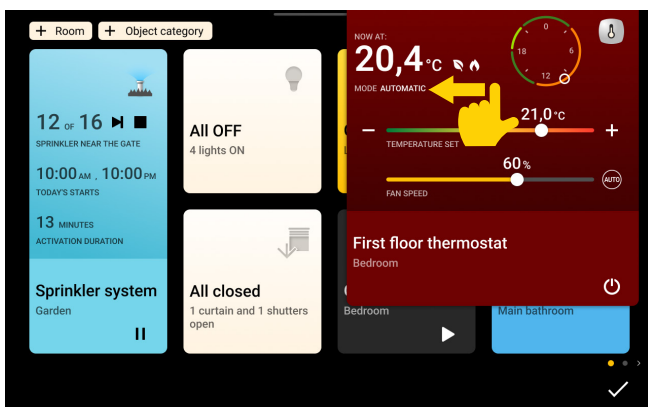 + Room
+ Object category
12 OF 16
SPRINKLER NEAR THE GATE
10:00 AM , 10:00 PM
TODAY'S STARTS
13 MINUTES
ACTIVATION DURATION
Sprinkler system
Garden
All OFF
4 lights ON
All closed
1 curtain and 1 shutters
open
Bedroom
Main bathroom
NOW AT:
20,4 °C
MODE AUTOMATIC
0
6
12
18
21,0 °C
TEMPERATURE SET
60 %
AUTO
FAN SPEED
First floor thermostat
Bedroom